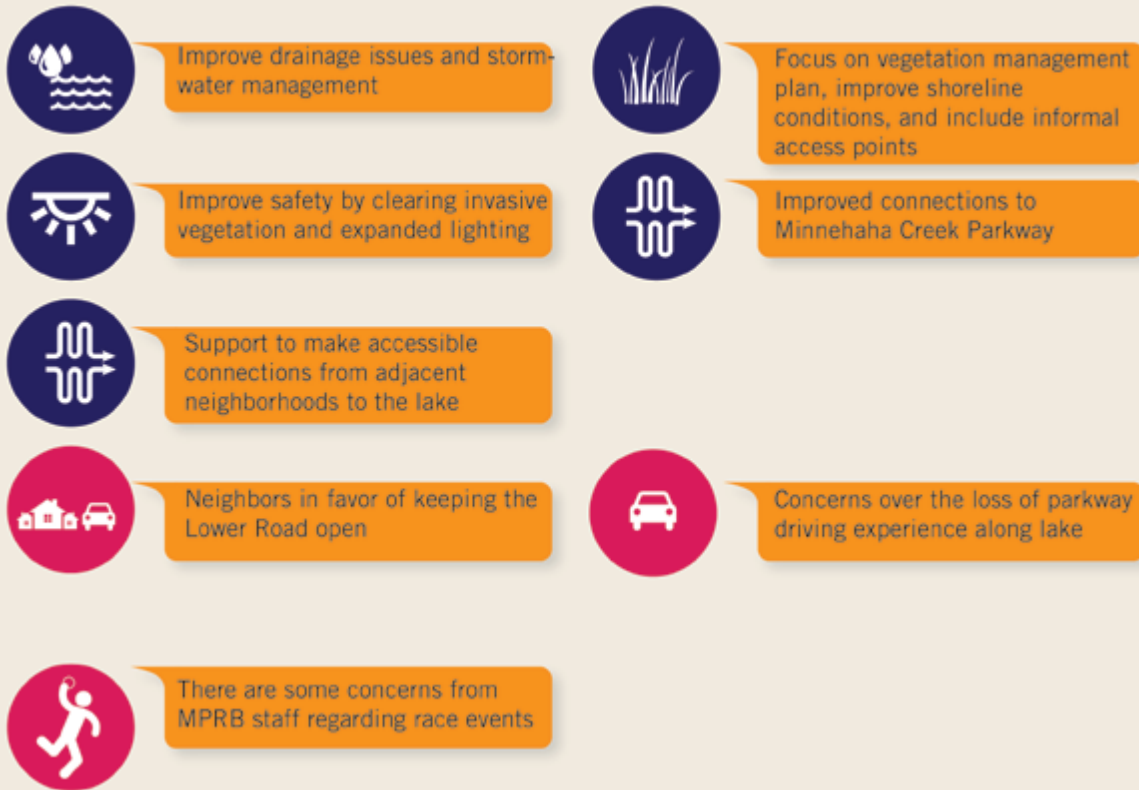 Improve drainage issues and storm-
water management
Focus on vegetation management
plan, improve shoreline
conditions, and include informal
access points
Improve safety by clearing invasive
vegetation and expanded lighting
Improved connections to
Minnehaha Creek Parkway
Support to make accessible
connections from adjacent
neighborhoods to the lake
Neighbors in favor of keeping the
Lower Road open
Concerns over the loss of parkway
driving experience along lake
There are some concerns from
MPRB staff regarding race events